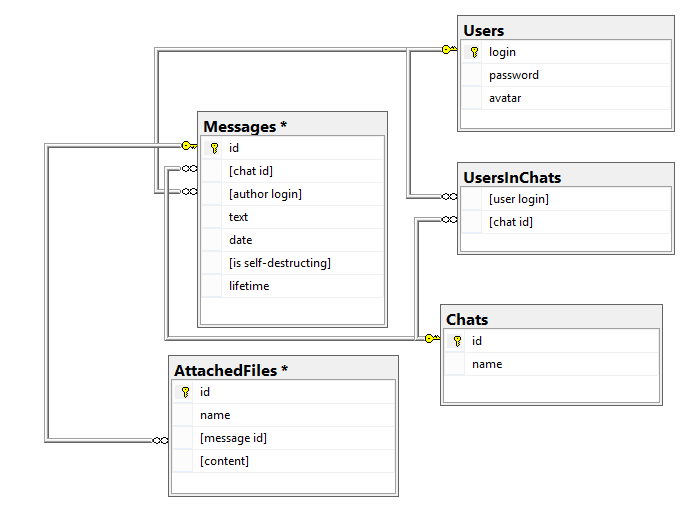 Users
login
password
avatar
Messages *
id
[chat id]
[author login]
text
date
[is self-destructing]
lifetime
UsersInChats
[user login]
[chat id]
Chats
id
name
AttachedFiles *
id
name
[message id]
[content]